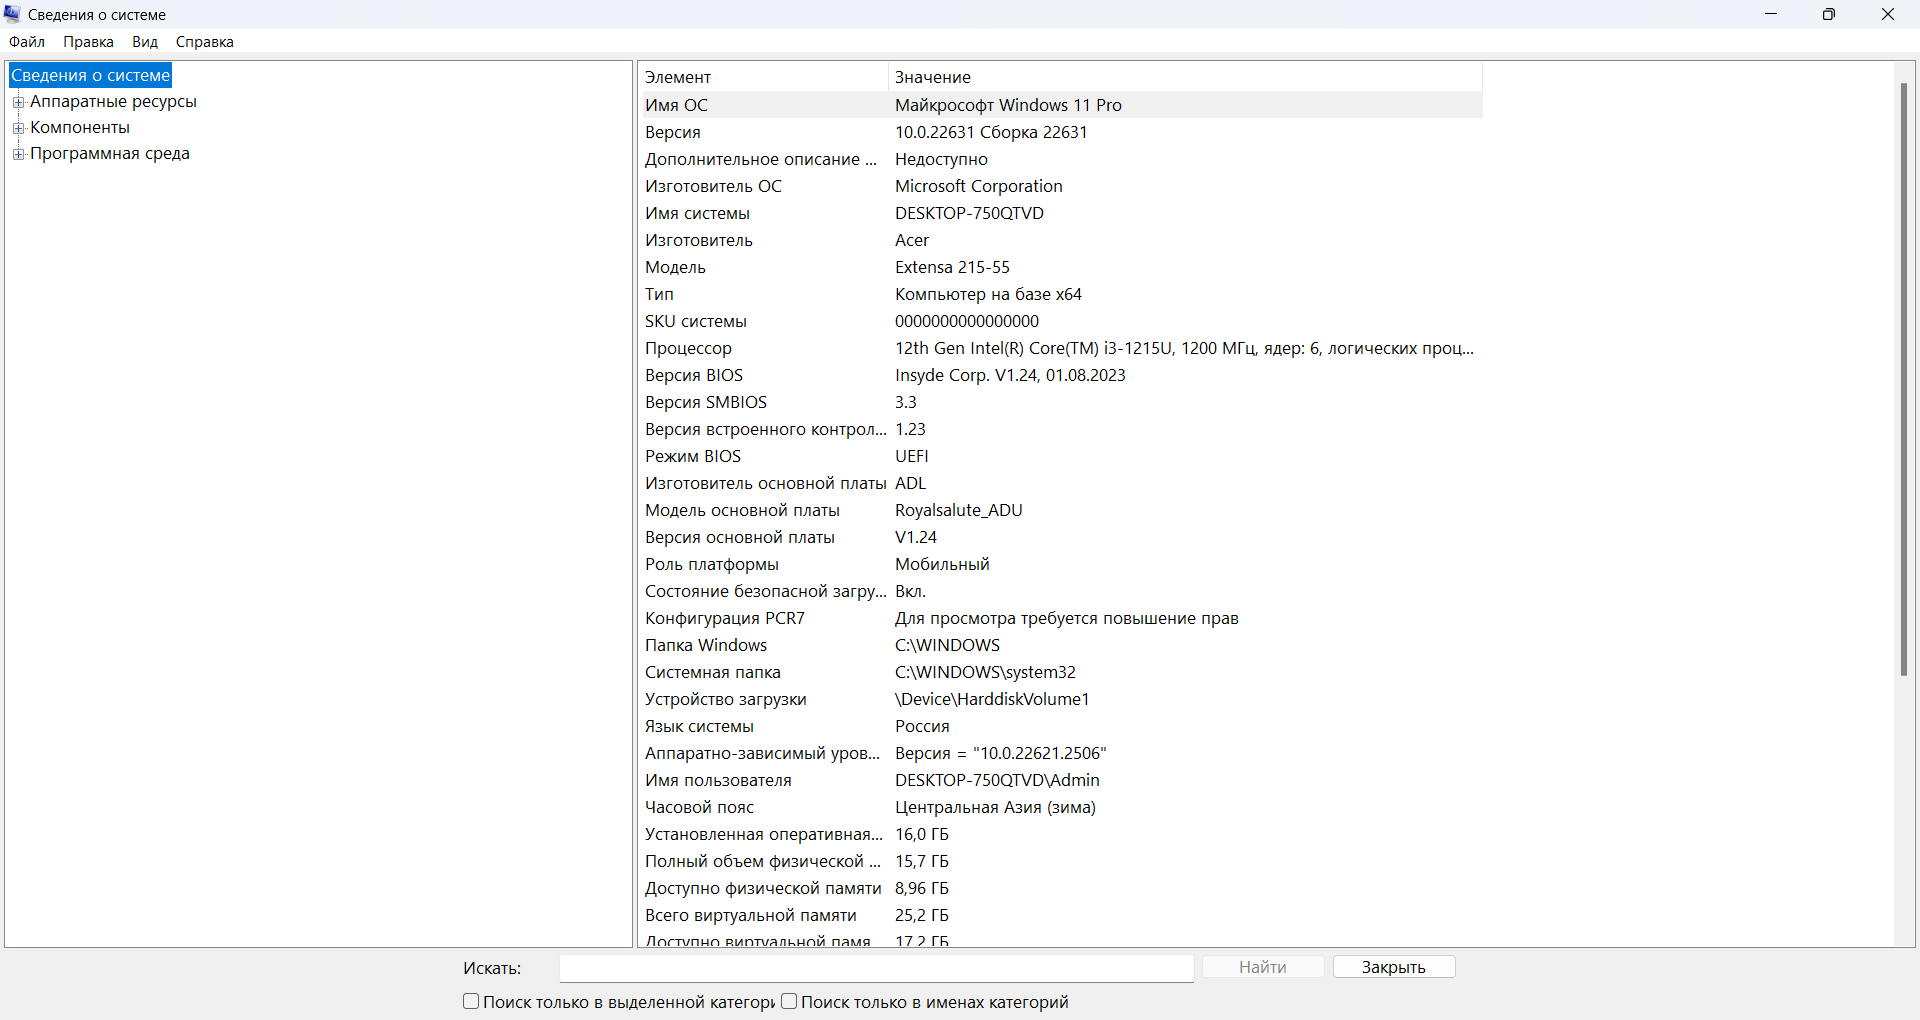 Сведения о системе
Файл Правка Вид Справка
Сведения о системе
Аппаратные ресурсы
Компоненты
Программная среда
Элемент Значение
Имя ОС Майкрософт Windows 11 Pro
Версия 10.0.22631 Сборка 22631
Дополнительное описание ... Недоступно
Изготовитель ОС Microsoft Corporation
Имя системы DESKTOP-750QTVD
Изготовитель Acer
Модель Extensa 215-55
Тип Компьютер на базе x64
SKU системы 0000000000000000
Процессор 12th Gen Intel(R) Core(TM) i3-1215U, 1200 МГц, ядер: 6, логических проц...
Версия BIOS Insyde Corp. V1.24, 01.08.2023
Версия SMBIOS 3.3
Версия встроенного контрол... 1.23
Режим BIOS UEFI
Изготовитель основной платы ADL
Модель основной платы Royalsalute_ADU
Версия основной платы V1.24
Роль платформы Мобильный
Состояние безопасной загру... Вкл.
Конфигурация PCR7 Для просмотра требуется повышение прав
Папка Windows C:\WINDOWS
Системная папка C:\WINDOWS\system32
Устройство загрузки \Device\HarddiskVolume1
Язык системы Россия
Аппаратно-зависимый уров... Версия = "10.0.22621.2506"
Имя пользователя DESKTOP-750QTVD\Admin
Часовой пояс Центральная Азия (зима)
Установленная оперативная... 16,0 ГБ
Полный объем физической ... 15,7 ГБ
Доступно физической памяти 8,96 ГБ
Всего виртуальной памяти 25,2 ГБ
Доступно виртуальной памя 17,2 ГБ
Искать: Найти Закрыть
Поиск только в выделенной категори Поиск только в именах категорий